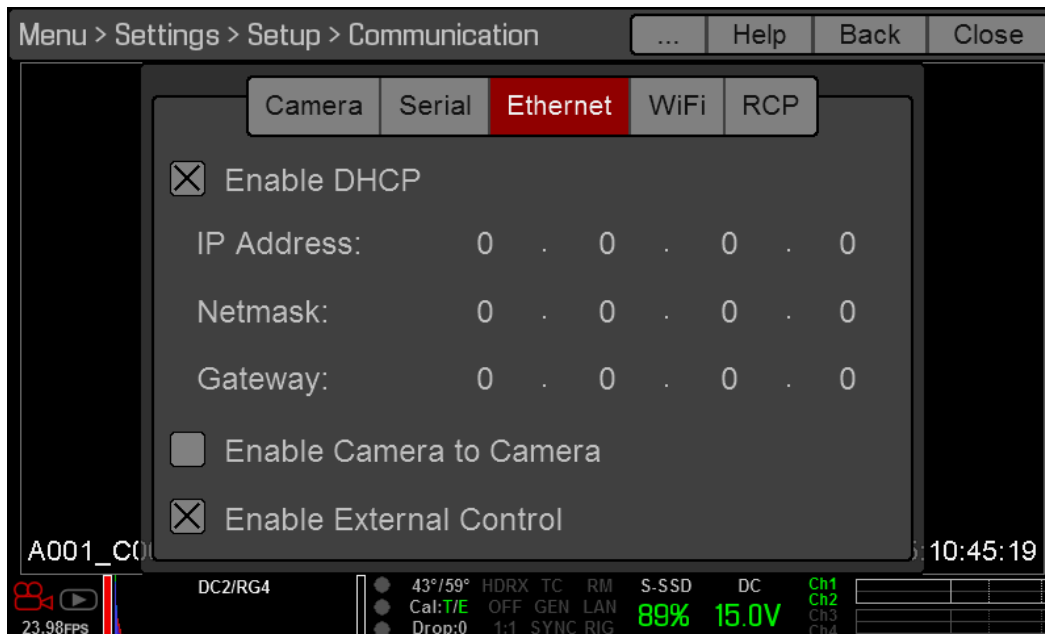 Menu > Settings > Setup > Communication ... Help Back Close
Camera Serial Ethernet WiFi RCP
Enable DHCP
IP Address: 0 . 0 . 0 . 0
Netmask: 0 . 0 . 0 . 0
Gateway: 0 . 0 . 0 . 0
Enable Camera to Camera
Enable External Control
A001_C0 :10:45:19
DC2/RG4 43°/59° HDRX TC RM S-SSD DC Ch1
Cal:T/E OFF GEN LAN 89% 15.0V Ch2
23.98FPS Drop:0 1:1 SYNC RIG Ch3
Ch4